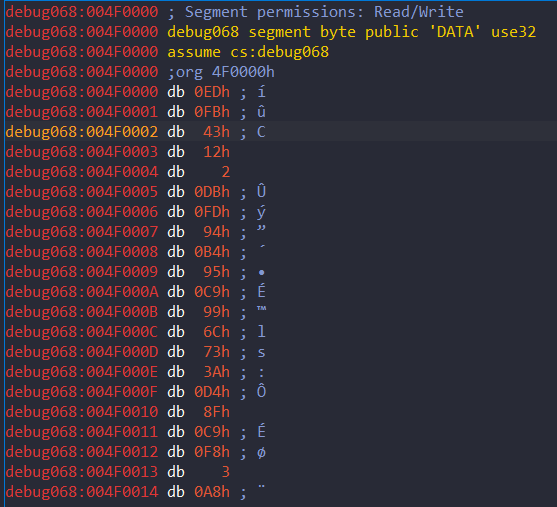 debug068:004F0000 ; Segment permissions: Read/Write
debug068:004F0000 debug068 segment byte public 'DATA' use32
debug068:004F0000 assume cs:debug068
debug068:004F0000 ;org 4F0000h
debug068:004F0000 db 0EDh ; í
debug068:004F0001 db 0FBh ; û
debug068:004F0002 db  43h ; C
debug068:004F0003 db  12h
debug068:004F0004 db    2
debug068:004F0005 db 0DBh ; Û
debug068:004F0006 db 0FDh ; ý
debug068:004F0007 db  94h ; ”
debug068:004F0008 db 0B4h ; ´
debug068:004F0009 db  95h ; •
debug068:004F000A db 0C9h ; É
debug068:004F000B db  99h ; ™
debug068:004F000C db  6Ch ; l
debug068:004F000D db  73h ; s
debug068:004F000E db  3Ah ; :
debug068:004F000F db 0D4h ; Ô
debug068:004F0010 db  8Fh
debug068:004F0011 db 0C9h ; É
debug068:004F0012 db 0F8h ; ø
debug068:004F0013 db    3
debug068:004F0014 db 0A8h ; ¨